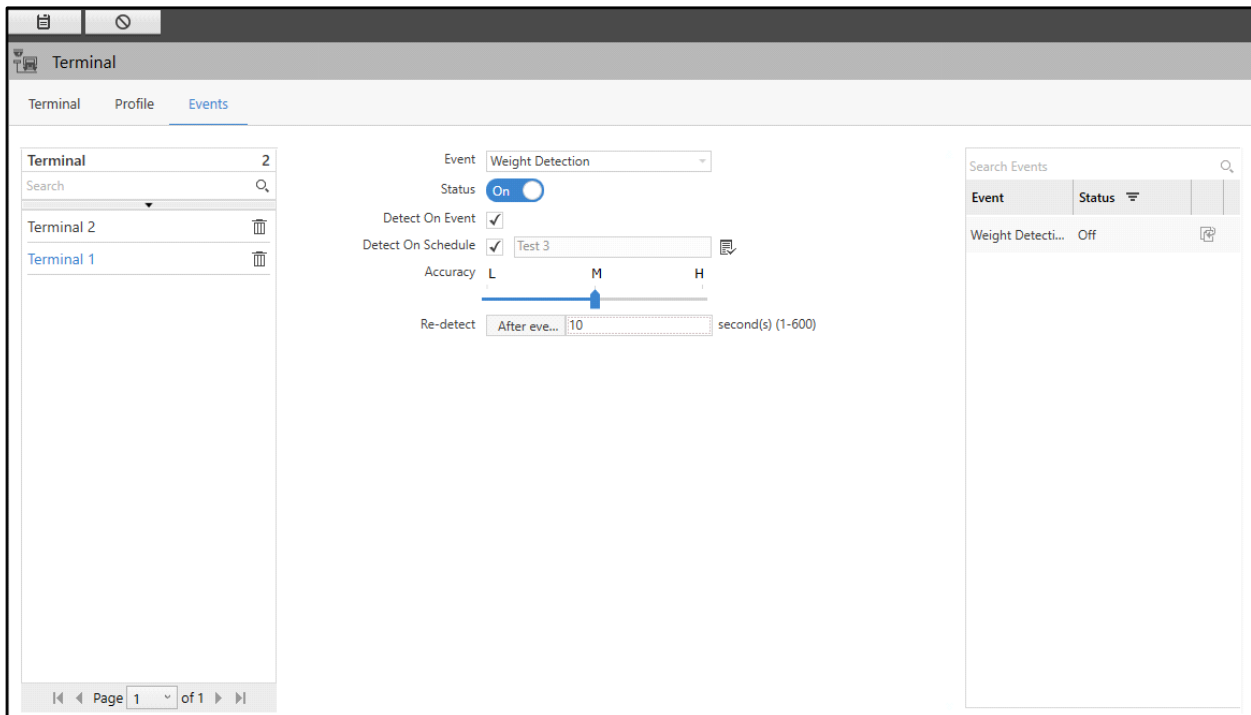 Terminal
Terminal Profile Events
Terminal 2
Search
Terminal 2
Terminal 1
Page 1 of 1
Event Weight Detection
Status On
Detect On Event
Detect On Schedule Test 3
Accuracy L M H
Re-detect After eve... 10 second(s) (1-600)
Search Events
Event Status
Weight Detecti... Off